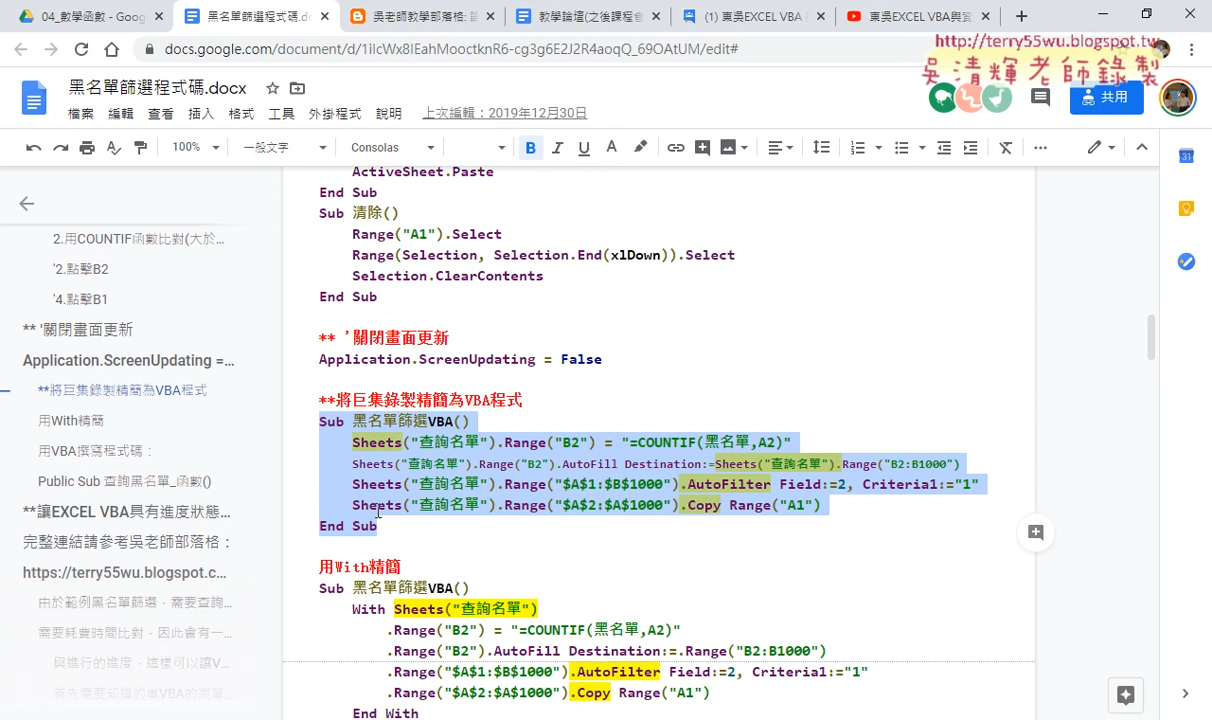 04_黑名單函數 - Goog
黑名單篩選程式碼.d
吳老師教學部落格:
教學論壇(之後課程會
(1) 東吳EXCEL VBA
東吳EXCEL VBA與資
docs.google.com/document/d/1ilcWx8IEahMooctknR6-cg3g6E2J2R4aoqQ_69OAtUM/edit#
http://terry55wu.blogspot.tw
吳清輝老師錄製
黑名單篩選程式碼.docx
檔案 編輯 查看 插入 格式 工具 外掛程式 說明 上次編輯：2019年12月30日
共用
100% 一般文字 Consolas B I U A
2.用COUNTIF函數比對(大於...
'2.點擊B2
'4.點擊B1
** '關閉畫面更新
Application.ScreenUpdating =...
**將巨集錄製精簡為VBA程式
用With精簡
用VBA撰寫程式碼：
Public Sub 查詢黑名單_函數()
**讓EXCEL VBA具有進度狀態...
完整連結請參考吳老師部落格：
https://terry55wu.blogspot.c...
由於範例黑名單篩選，需要查詢...
需要耗費時間比對，因此會有一...
與進行的進度，這樣可以讓V...
首先需要知道的事VBA的表單...
ActiveSheet.Paste
End Sub
Sub 清除()
Range("A1").Select
Range(Selection, Selection.End(xlDown)).Select
Selection.ClearContents
End Sub
** '關閉畫面更新
Application.ScreenUpdating = False
**將巨集錄製精簡為VBA程式
Sub 黑名單篩選VBA()
Sheets("查詢名單").Range("B2") = "=COUNTIF(黑名單,A2)"
Sheets("查詢名單").Range("B2").AutoFill Destination:=Sheets("查詢名單").Range("B2:B1000")
Sheets("查詢名單").Range("$A$1:$B$1000").AutoFilter Field:=2, Criteria1:="1"
Sheets("查詢名單").Range("$A$2:$A$1000").Copy Range("A1")
End Sub
用With精簡
Sub 黑名單篩選VBA()
With Sheets("查詢名單")
.Range("B2") = "=COUNTIF(黑名單,A2)"
.Range("B2").AutoFill Destination:=.Range("B2:B1000")
.Range("$A$1:$B$1000").AutoFilter Field:=2, Criteria1:="1"
.Range("$A$2:$A$1000").Copy Range("A1")
End With